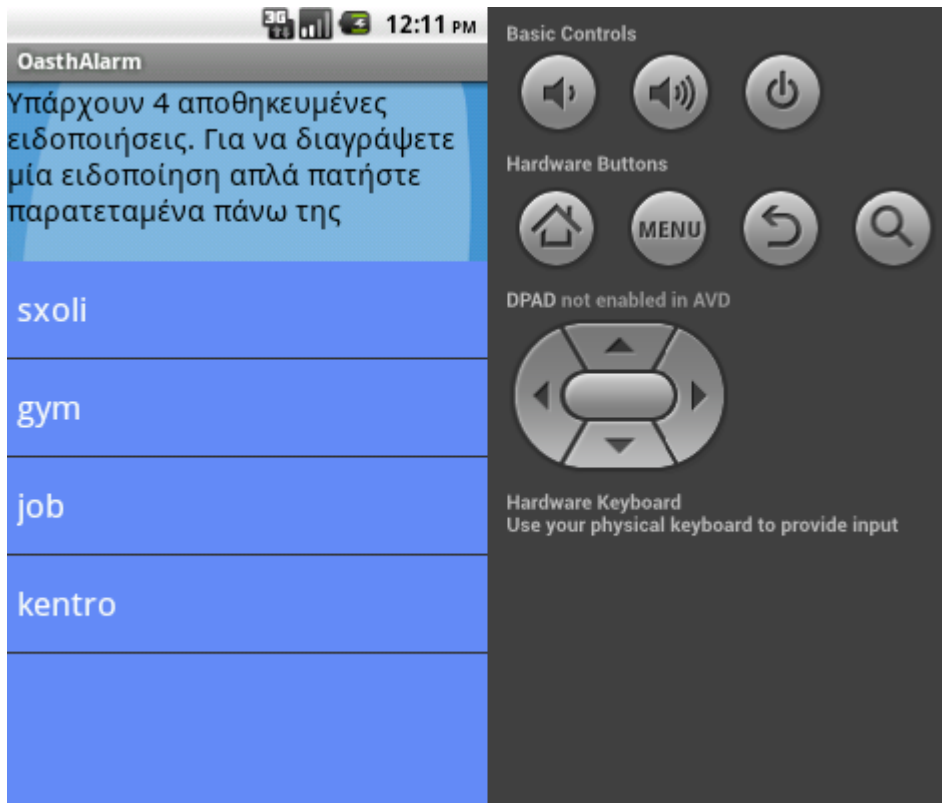 3G 12:11 PM
OasthAlarm
Υπάρχουν 4 αποθηκευμένες
ειδοποιήσεις. Για να διαγράψετε
μία ειδοποίηση απλά πατήστε
παρατεταμένα πάνω της
sxoli
gym
job
kentro
Basic Controls
Hardware Buttons
MENU
DPAD not enabled in AVD
Hardware Keyboard
Use your physical keyboard to provide input